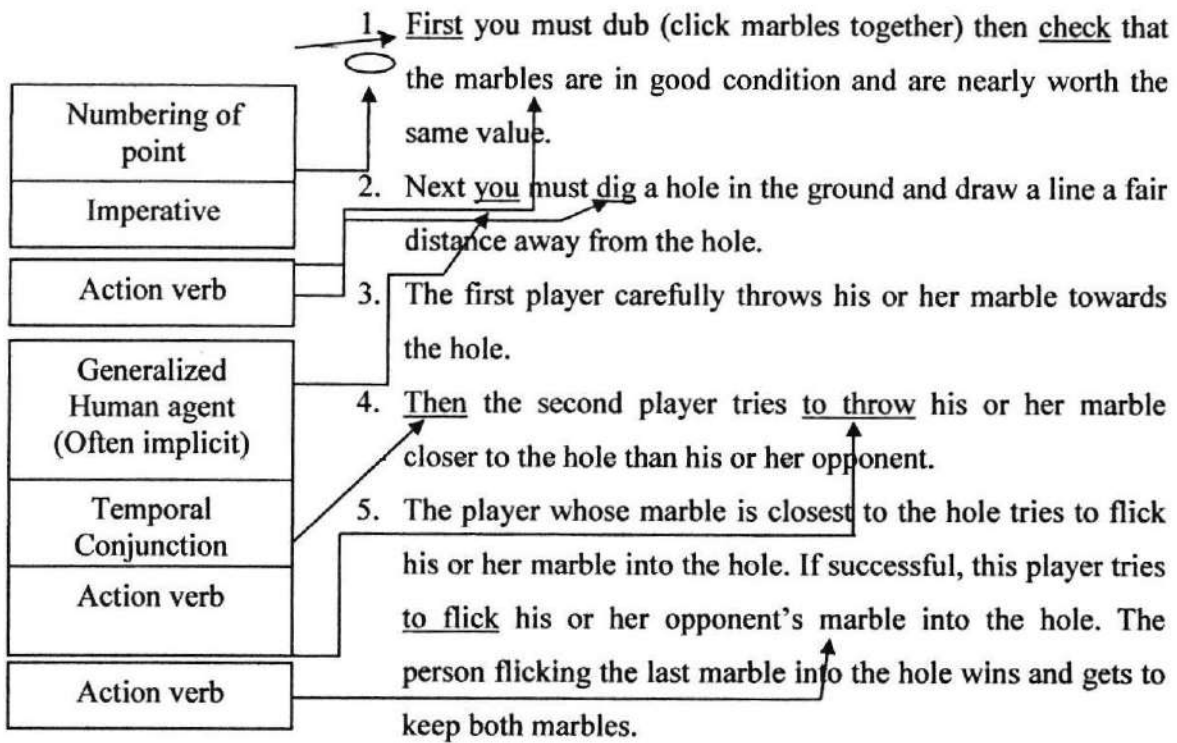 1. First you must dub (click marbles together) then check that
the marbles are in good condition and are nearly worth the
same value.
2. Next you must dig a hole in the ground and draw a line a fair
distance away from the hole.
3. The first player carefully throws his or her marble towards
the hole.
4. Then the second player tries to throw his or her marble
closer to the hole than his or her opponent.
5. The player whose marble is closest to the hole tries to flick
his or her marble into the hole. If successful, this player tries
to flick his or her opponent's marble into the hole. The
person flicking the last marble into the hole wins and gets to
keep both marbles.
Numbering of
point
Imperative
Action verb
Generalized
Human agent
(Often implicit)
Temporal
Conjunction
Action verb
Action verb